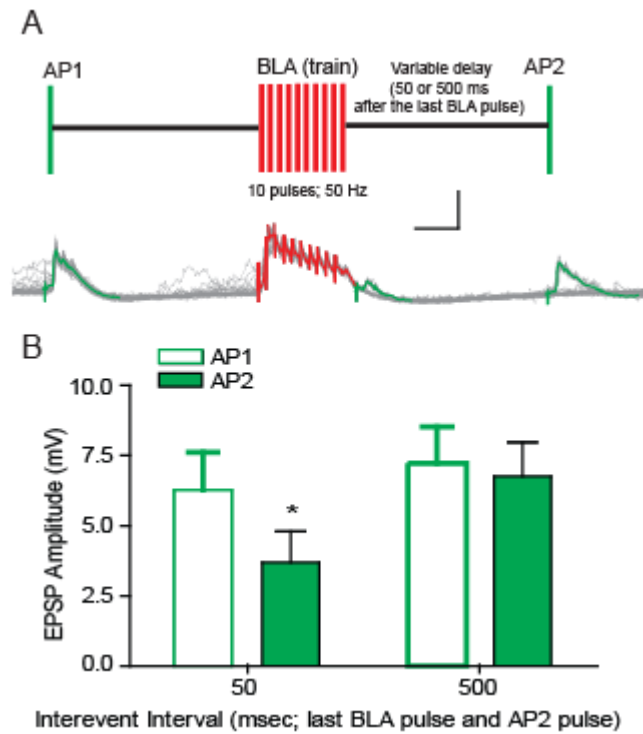 A
AP1
BLA (train)
Variable delay
(50 or 500 ms
after the last BLA pulse)
AP2
10 pulses; 50 Hz
B
AP1
AP2
EPSP Amplitude (mV)
10.0
7.5
5.0
2.5
0.0
*
50
500
Interevent Interval (msec; last BLA pulse and AP2 pulse)